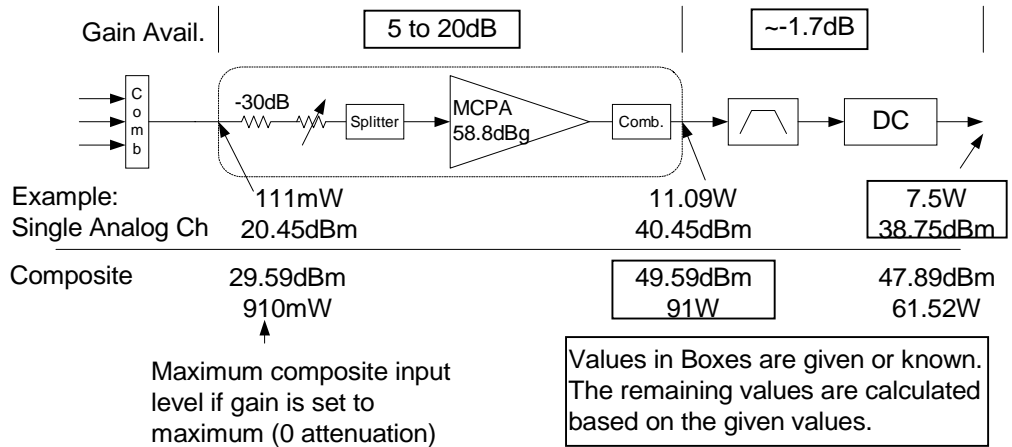 Gain Avail.
5 to 20dB
~-1.7dB
Comb
-30dB
Splitter
MCPA
58.8dBg
Comb.
DC
Example:
Single Analog Ch
111mW
20.45dBm
11.09W
40.45dBm
7.5W
38.75dBm
Composite
29.59dBm
910mW
49.59dBm
91W
47.89dBm
61.52W
Maximum composite input
level if gain is set to
maximum (0 attenuation)
Values in Boxes are given or known.
The remaining values are calculated
based on the given values.